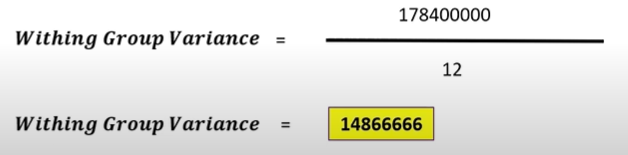 178400000
Withing Group Variance =
12
Withing Group Variance = 14866666